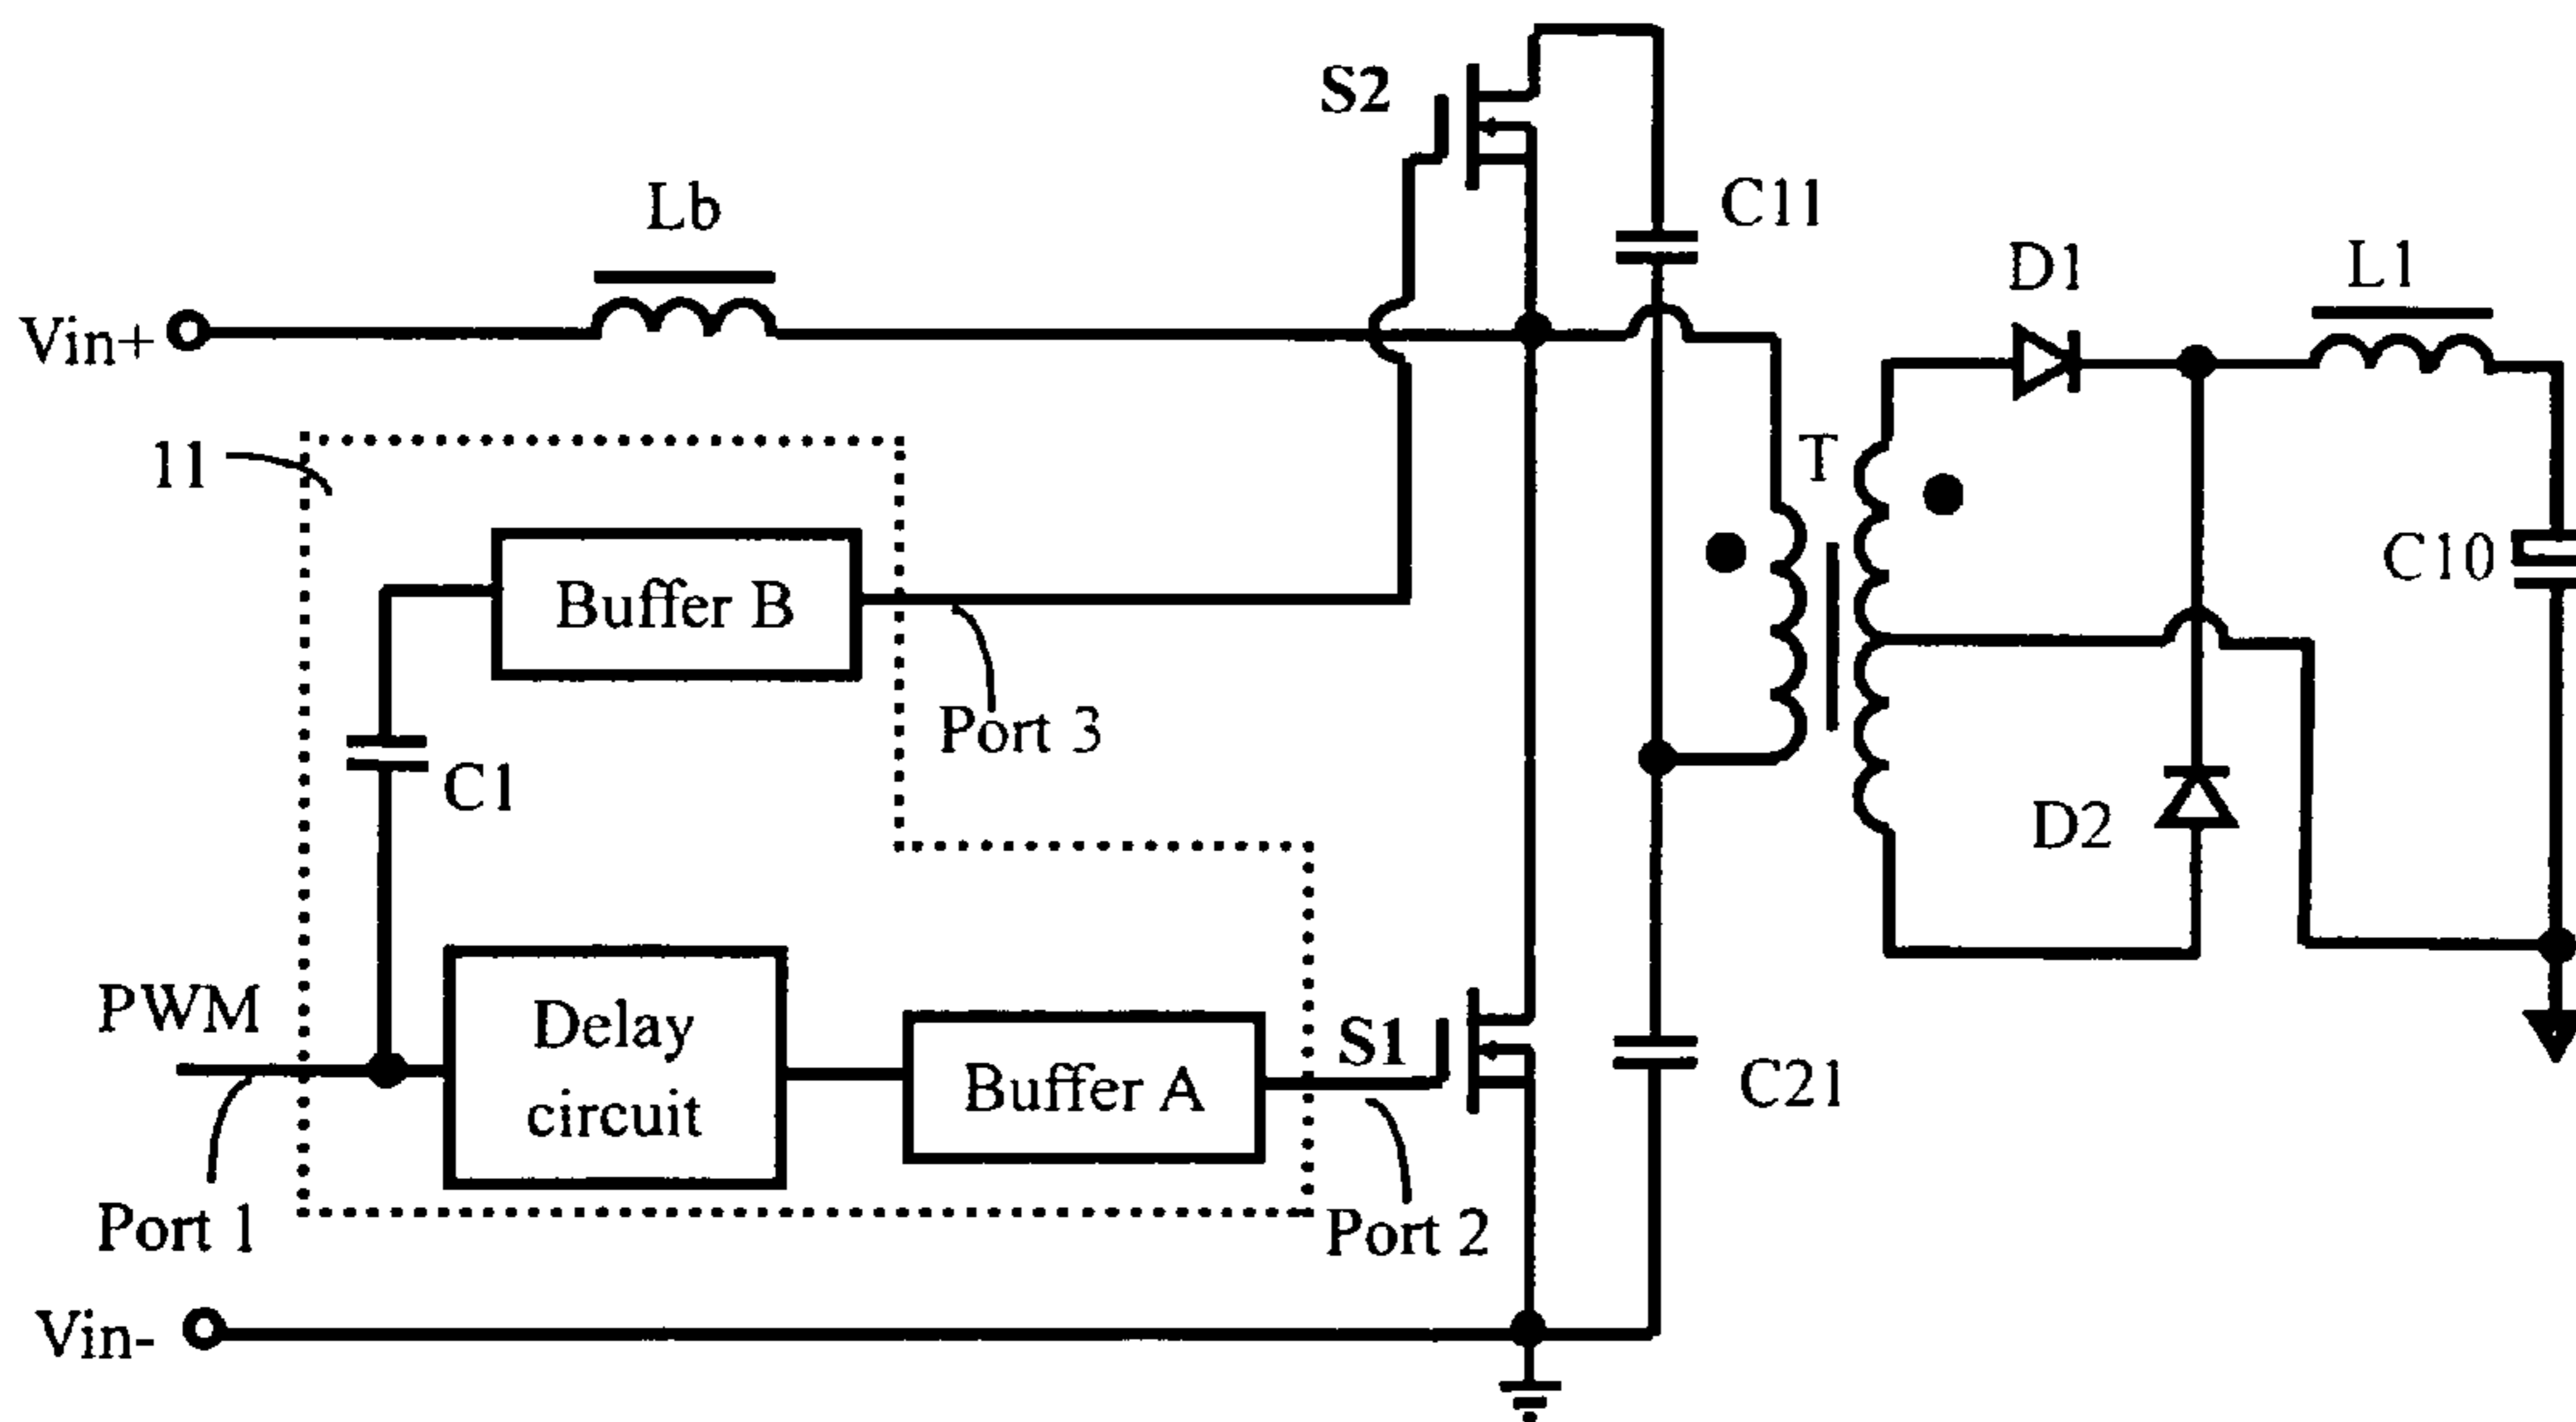 S2
Lb
C11
Vin+
D1
L1
11
T
Buffer B
C10
Port 3
C1
D2
PWM
Delay
circuit
Buffer A
S1
C21
Port 1
Port 2
Vin-